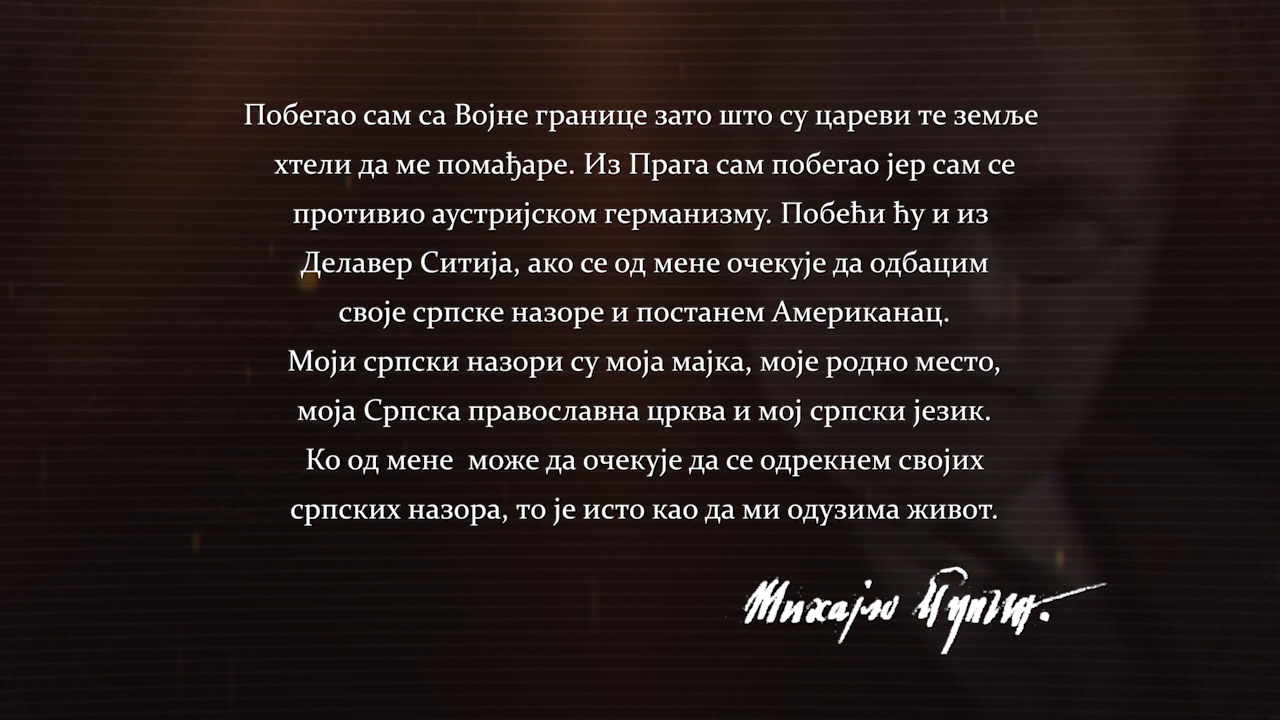 Побегао сам са Војне границе зато што су цареви те земље
хтели да ме помађаре. Из Прага сам побегао јер сам се
противио аустријском германизму. Побећи ћу и из
Делавер Ситија, ако се од мене очекује да одбацим
своје српске назоре и постанем Американац.
Моји српски назори су моја мајка, моје родно место,
моја Српска православна црква и мој српски језик.
Ко од мене  може да очекује да се одрекнем својих
српских назора, то је исто као да ми одузима живот.
Михајло Пупин.